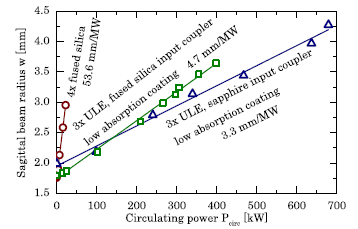 4.5
4.0
3.5
3.0
2.5
2.0
1.5
Sagittal beam radius w [mm]
4x fused silica
53.6 mm/MW
3x ULE, fused silica input coupler
low absorption coating 4.7 mm/MW
3x ULE, sapphire input coupler
low absorption coating
3.3 mm/MW
0 100 200 300 400 500 600 700
Circulating power Pcirc [kW]